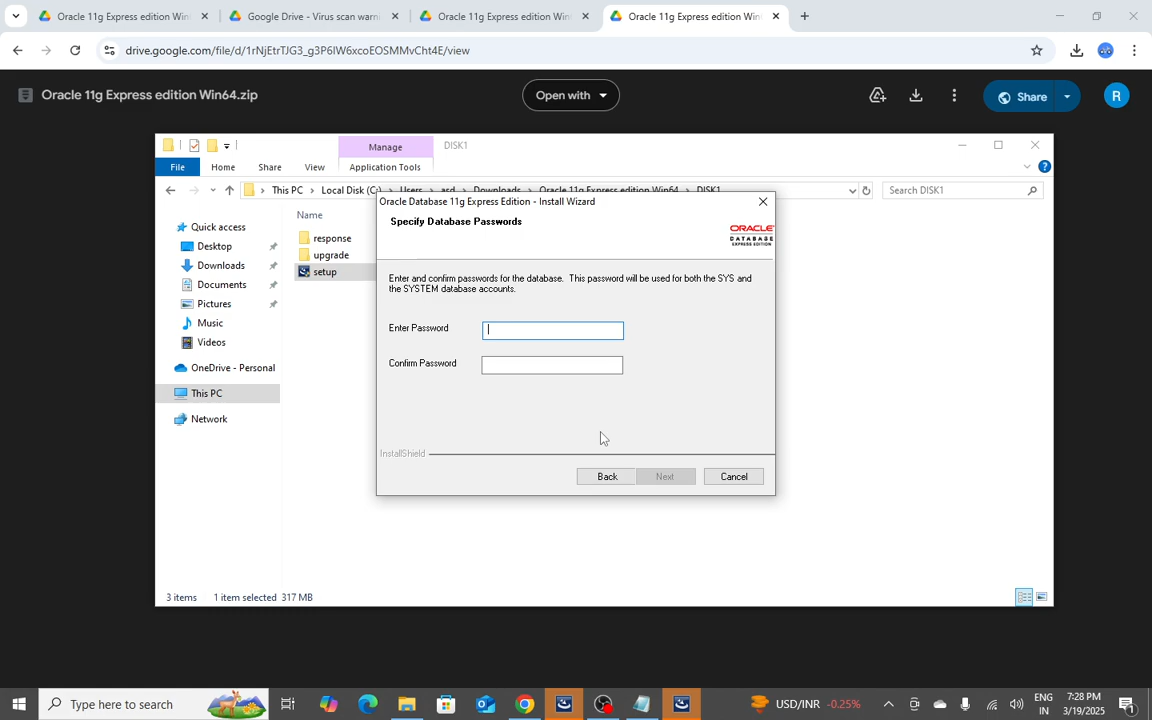 Oracle 11g Express edition Win
Google Drive - Virus scan warni
Oracle 11g Express edition Win
Oracle 11g Express edition Win
drive.google.com/file/d/1rNjEtrTJG3_g3P6IW6xcoEOSMMvCht4E/view
Oracle 11g Express edition Win64.zip
Open with
Share
R
Manage
DISK1
File
Home
Share
View
Application Tools
This PC > Local Disk (C:) > Users > asd > Downloads > Oracle 11g Express edition Win64 > DISK1
Search DISK1
Quick access
Desktop
Downloads
Documents
Pictures
Music
Videos
OneDrive - Personal
This PC
Network
Name
response
upgrade
setup
Oracle Database 11g Express Edition - Install Wizard
Specify Database Passwords
ORACLE
DATABASE
EXPRESS EDITION
Enter and confirm passwords for the database. This password will be used for both the SYS and
the SYSTEM database accounts.
Enter Password
Confirm Password
InstallShield
Back
Next
Cancel
3 items
1 item selected 317 MB
Type here to search
USD/INR -0.25%
ENG
IN
7:28 PM
3/19/2025
1